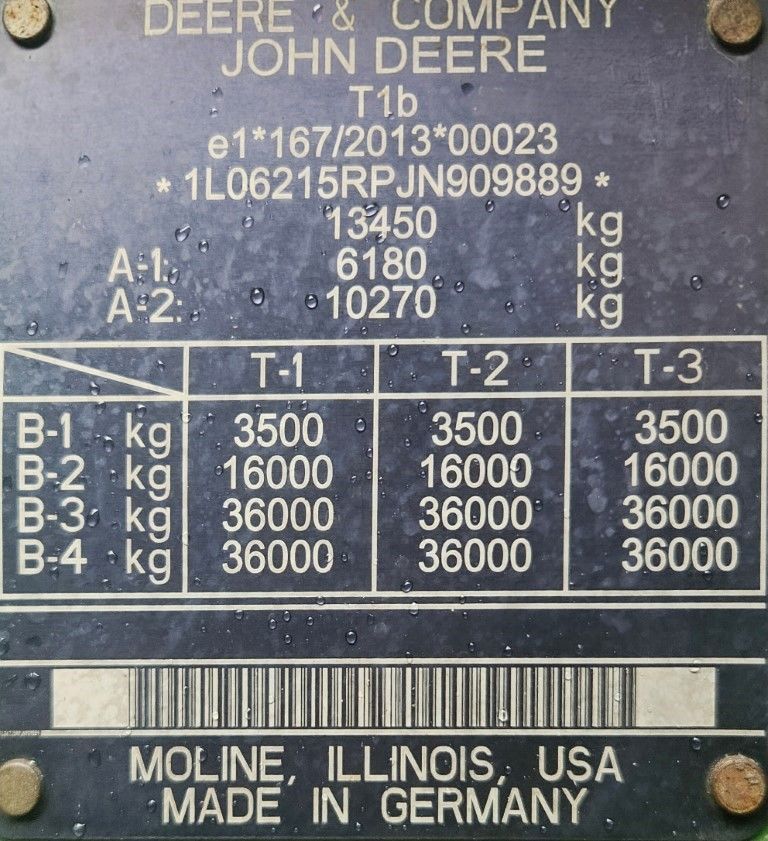 DEERE & COMPANY
JOHN DEERE
T1b
e1*167/2013*00023
* 1L06215RPJN909889 *
13450 kg
A-1: 6180 kg
A-2: 10270 kg
T-1 T-2 T-3
B-1 kg 3500 3500 3500
B-2 kg 16000 16000 16000
B-3 kg 36000 36000 36000
B-4 kg 36000 36000 36000
MOLINE, ILLINOIS, USA
MADE IN GERMANY